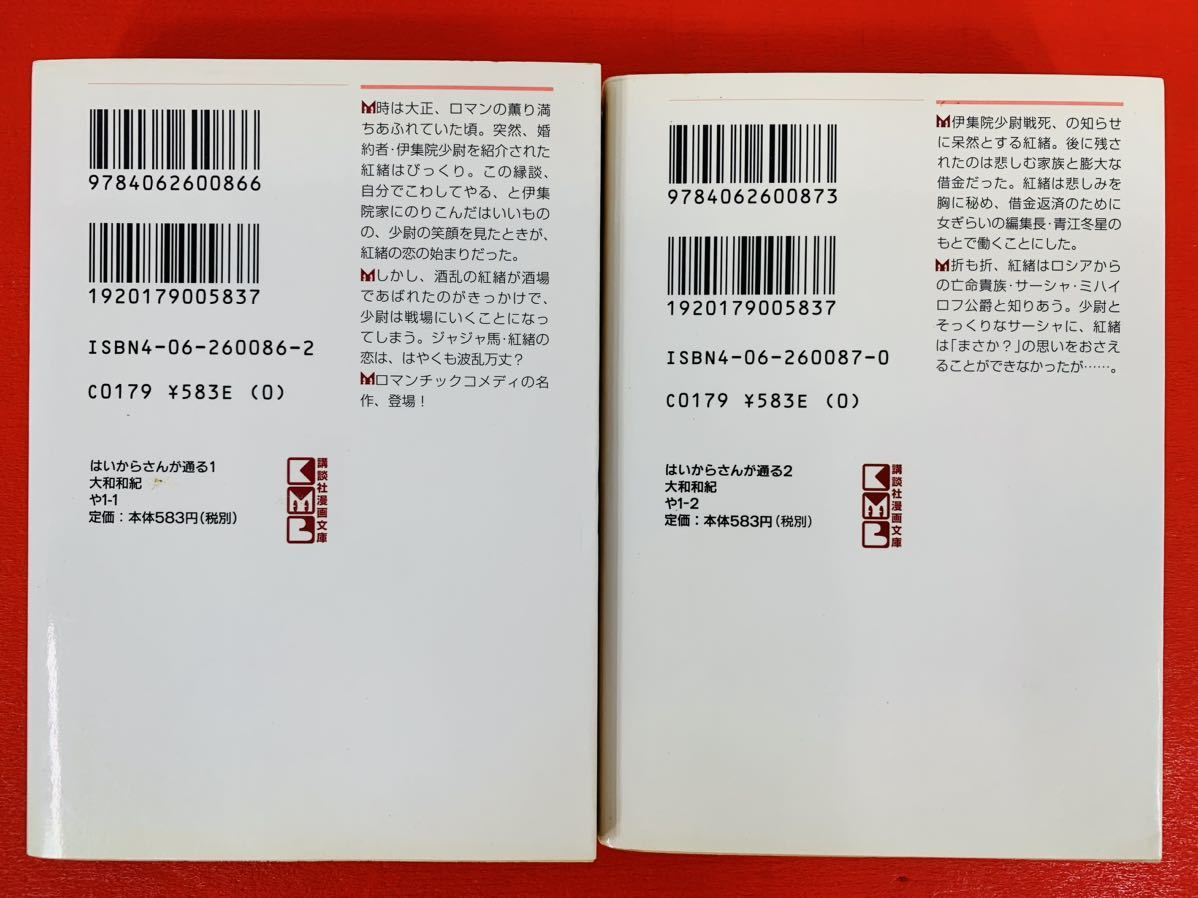 9784062600866
1920179005837
ISBN4-06-260086-2
C0179 ¥583E (0)
時は大正、ロマンの薫り満
ちあふれていた頃。突然、婚
約者・伊集院少尉を紹介された
紅緒はびっくり。この縁談、
自分でこわしてやる、と伊集
院家にのりこんだはいいもの
の、少尉の笑顔を見たときが、
紅緒の恋の始まりだった。
しかし、酒乱の紅緒が酒場
であばれたのがきっかけで、
少尉は戦場にいくことになっ
てしまう。ジャジャ馬・紅緒の
恋は、はやくも波乱万丈?
ロマンチックコメディの名
作、登場!
はいからさんが通る1
大和和紀
や1-1
定価:本体583円(税別)
KMB
講談社漫画文庫
9784062600873
1920179005837
ISBN4-06-260087-0
C0179 ¥583E (0)
伊集院少尉戦死、の知らせ
に呆然とする紅緒。後に残さ
れたのは悲しむ家族と膨大な
借金だった。紅緒は悲しみを
胸に秘め、借金返済のために
女ぎらいの編集長・青江冬星の
もとで働くことにした。
折も折、紅緒はロシアから
の亡命貴族・サーシャ・ミハイ
ロフ公爵と知りあう。少尉と
そっくりなサーシャに、紅緒
は「まさか?」の思いをおさえ
ることができなかったが……。
はいからさんが通る2
大和和紀
や1-2
定価:本体583円(税別)
KMB
講談社漫画文庫